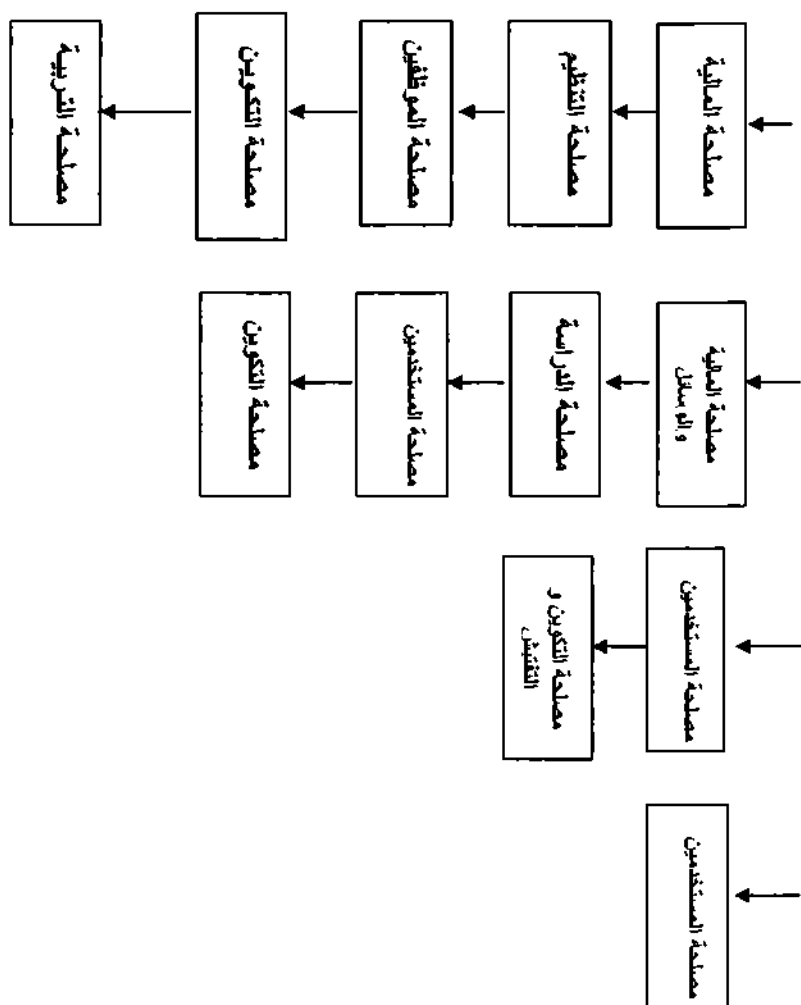 مصلحة المالية
مصلحة التنظيم
مصلحة الموظفين
مصلحة التكوين
مصلحة التربية
مصلحة المالية
والوسائل
مصلحة الدراسة
مصلحة المستخدمين
مصلحة التكوين
مصلحة المستخدمين
مصلحة التكوين و
التفتيش
مصلحة المستخدمين